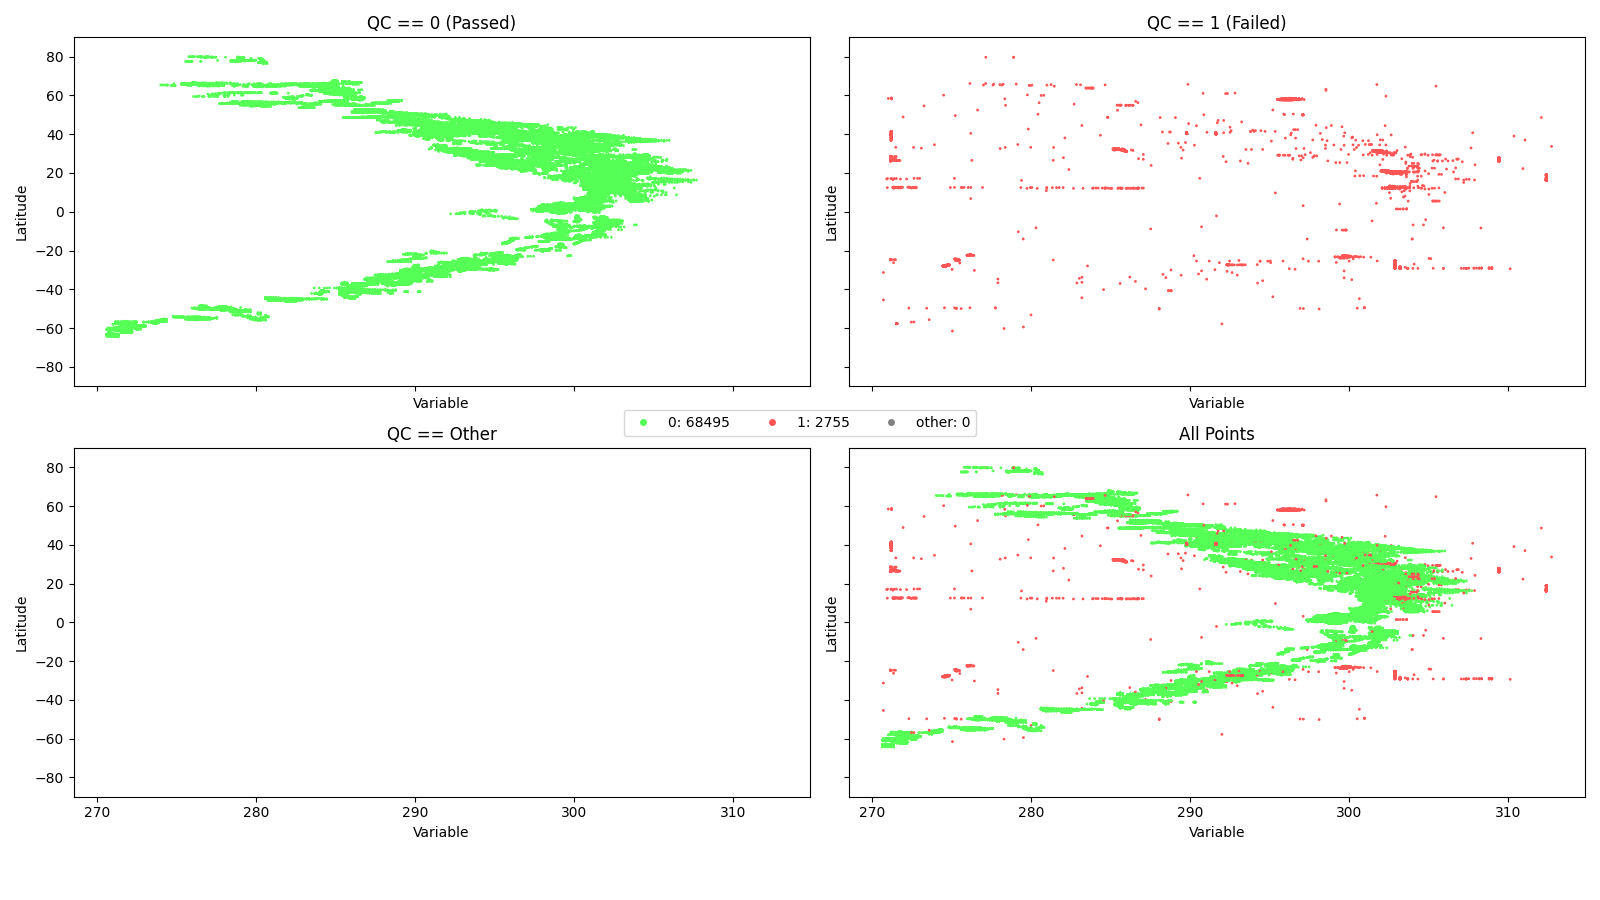 QC == 0 (Passed)
QC == 1 (Failed)
80
60
40
20
0
−20
−40
−60
−80
Latitude
Latitude
Variable
Variable
0: 68495
1: 2755
other: 0
QC == Other
All Points
80
60
40
20
0
−20
−40
−60
−80
Latitude
Latitude
270
280
290
300
310
270
280
290
300
310
Variable
Variable